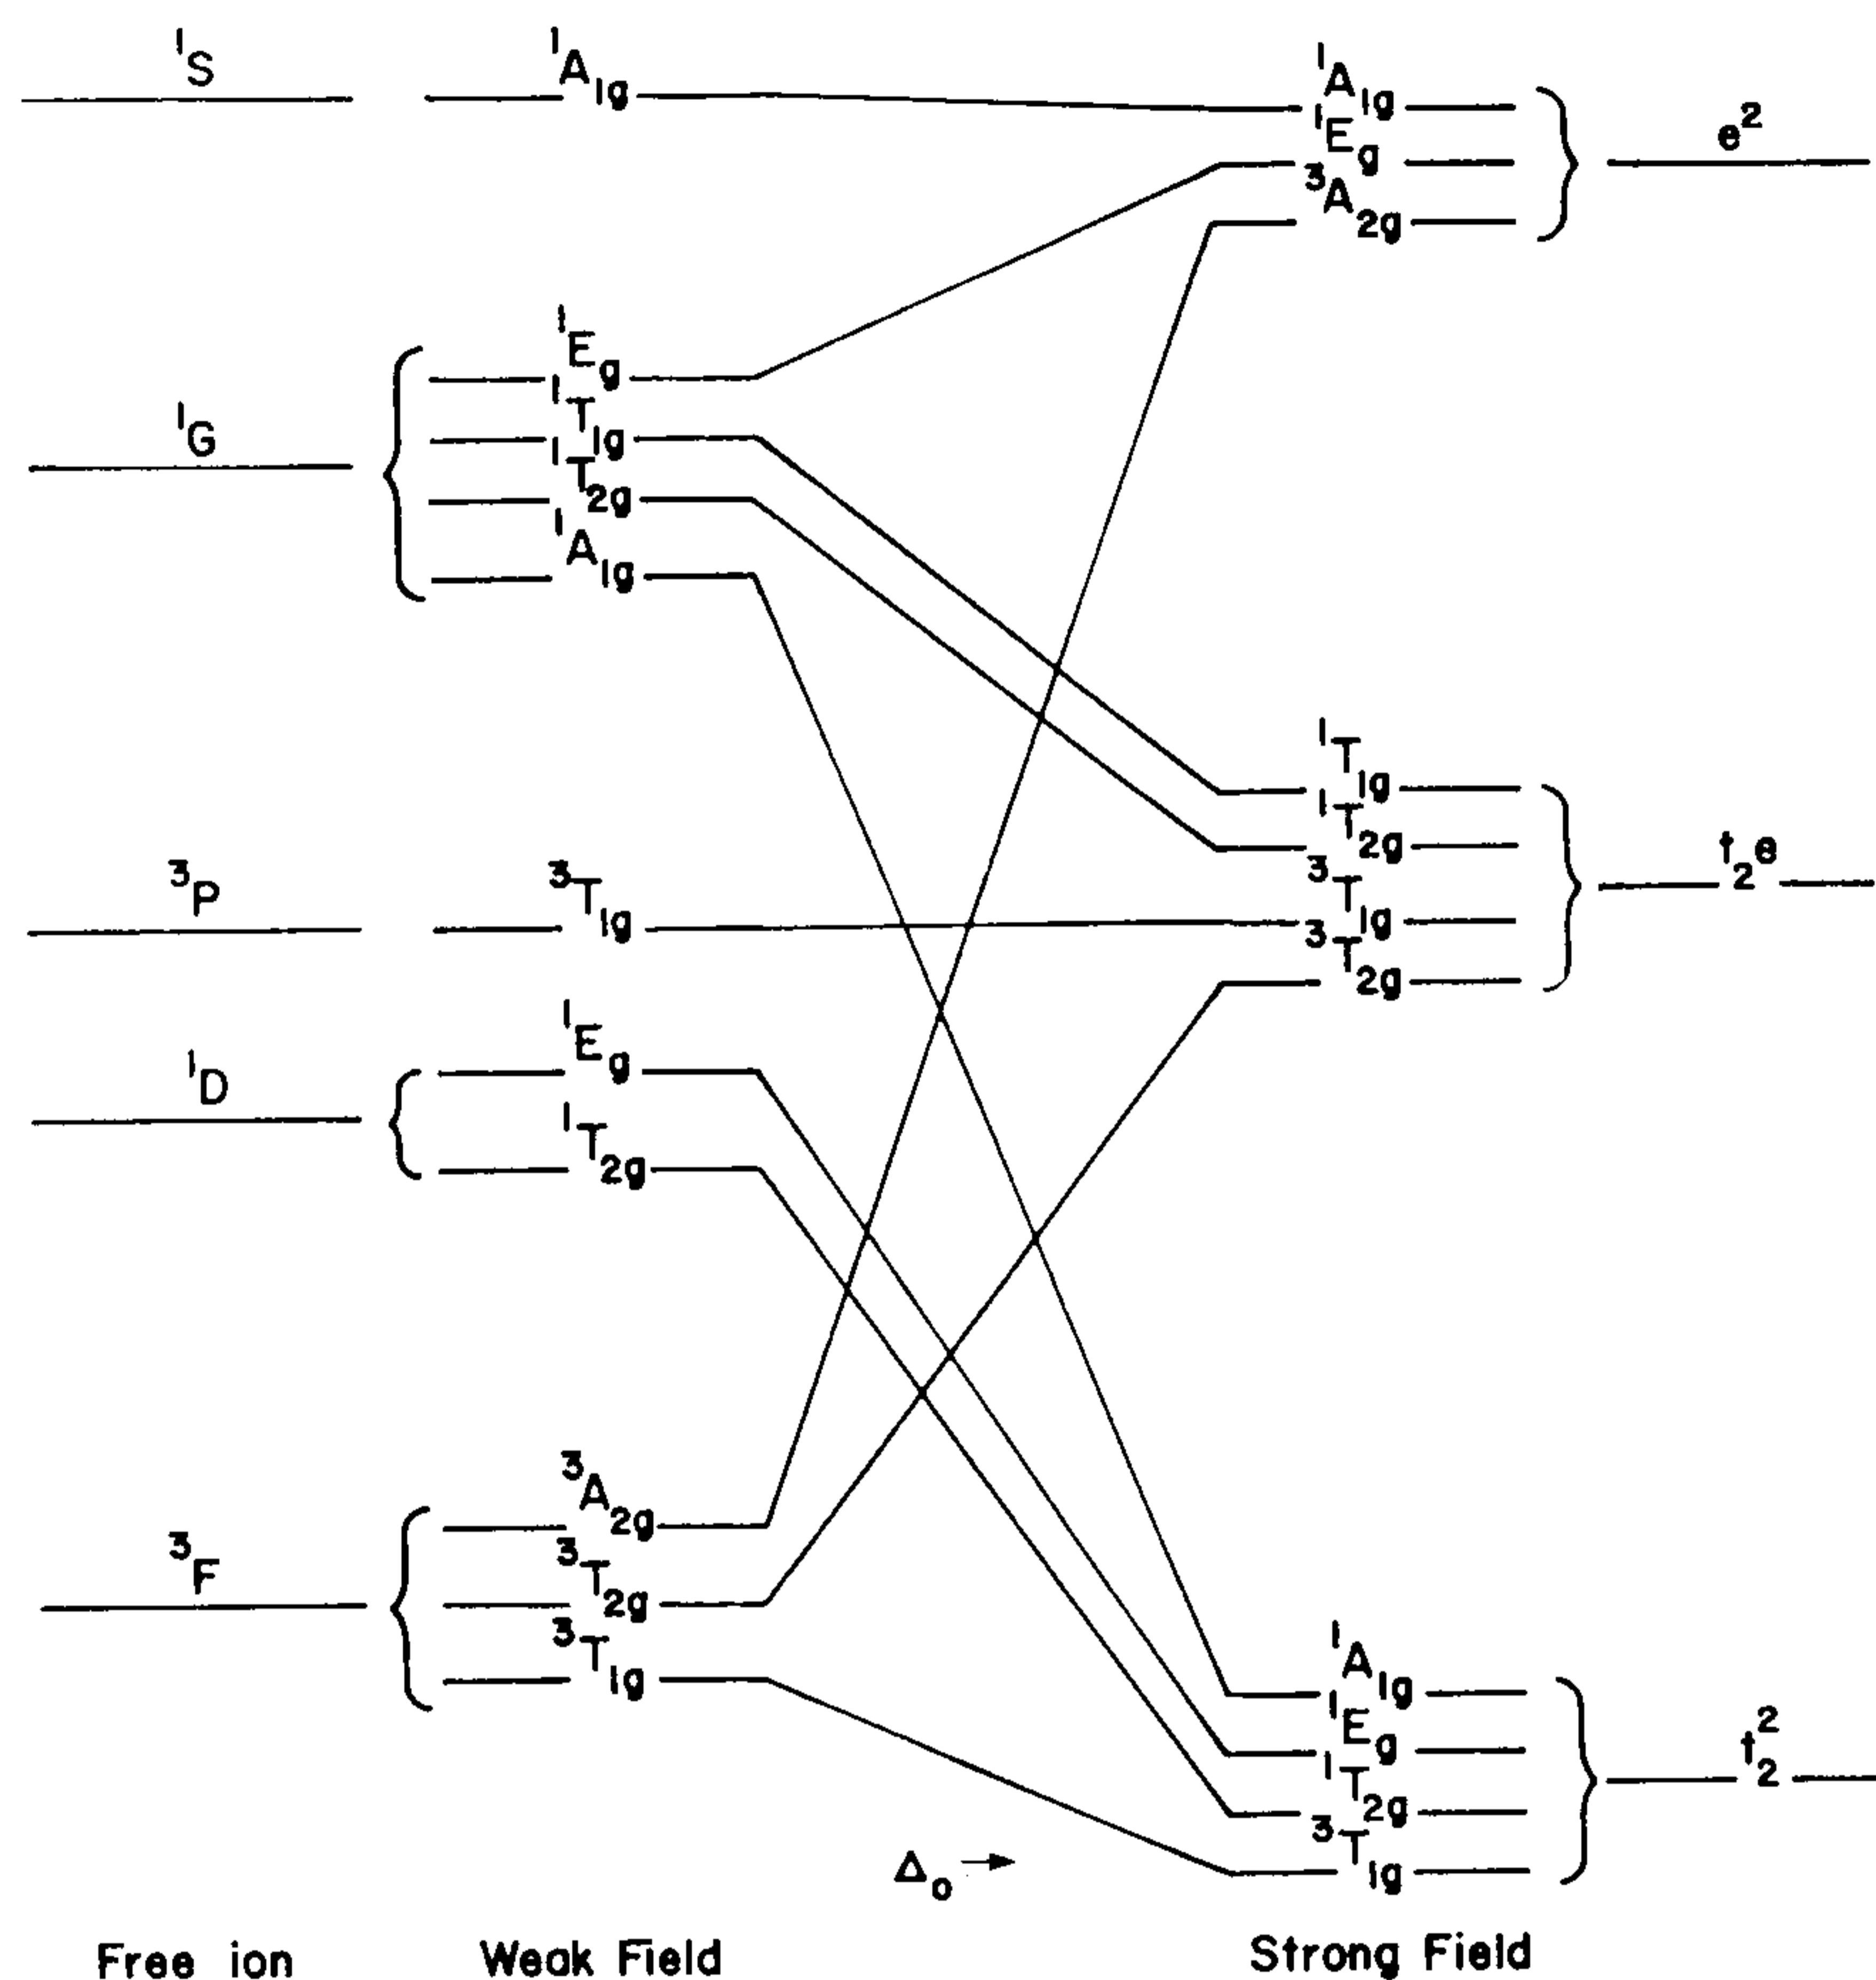 ¹S
¹A₁g
¹A₁g
¹Eg
e²
³A₂g
¹Eg
¹G
¹T₁g
¹T₂g
¹A₁g
¹T₁g
¹T₂g
³P
³T₁g
³T₁g
t₂e
³T₂g
¹Eg
¹D
¹T₂g
³A₂g
³F
³T₂g
³T₁g
¹A₁g
¹Eg
t₂²
¹T₂g
³T₁g
Δₒ →
Free ion Weak Field Strong Field